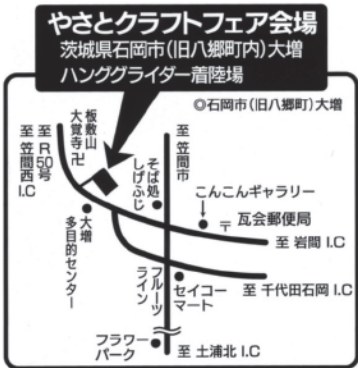 やさとクラフトフェア会場
茨城県石岡市(旧八郷町内)大増
ハンググライダー着陸場
◎石岡市(旧八郷町)大増
至 笠間西 I.C
至 R50号
大覚寺卍
板敷山
そば処
しげふじ
至 笠間市
こんこんギャラリー
〒 瓦会郵便局
大増
多目的センター
至 岩間 I.C
フルーツライン
セイコーマート
至 千代田石岡 I.C
フラワーパーク
至 土浦北 I.C